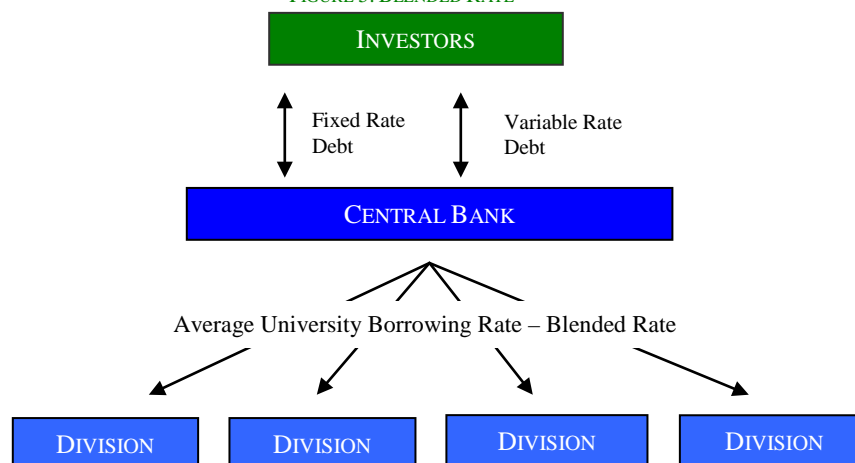 FIGURE 3: BLENDED RATE
INVESTORS
Fixed Rate
Debt
Variable Rate
Debt
CENTRAL BANK
Average University Borrowing Rate – Blended Rate
DIVISION
DIVISION
DIVISION
DIVISION